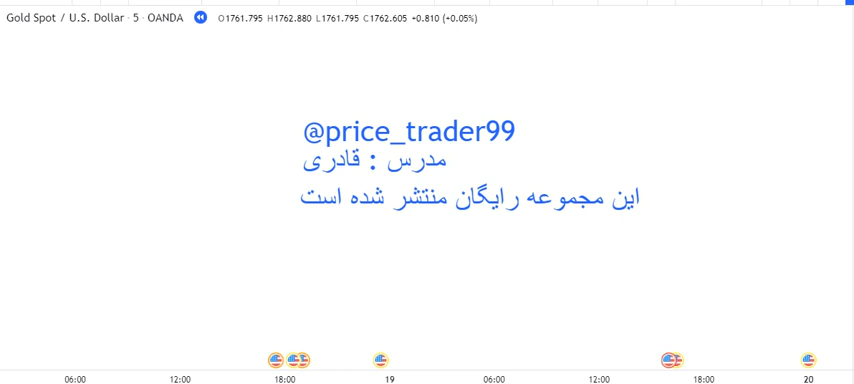 Gold Spot / U.S. Dollar · 5 · OANDA O1761.795 H1762.880 L1761.795 C1762.605 +0.810 (+0.05%)
@price_trader99
مدرس : قادری
این مجموعه رایگان منتشر شده است
06:00 12:00 18:00 19 06:00 12:00 18:00 20